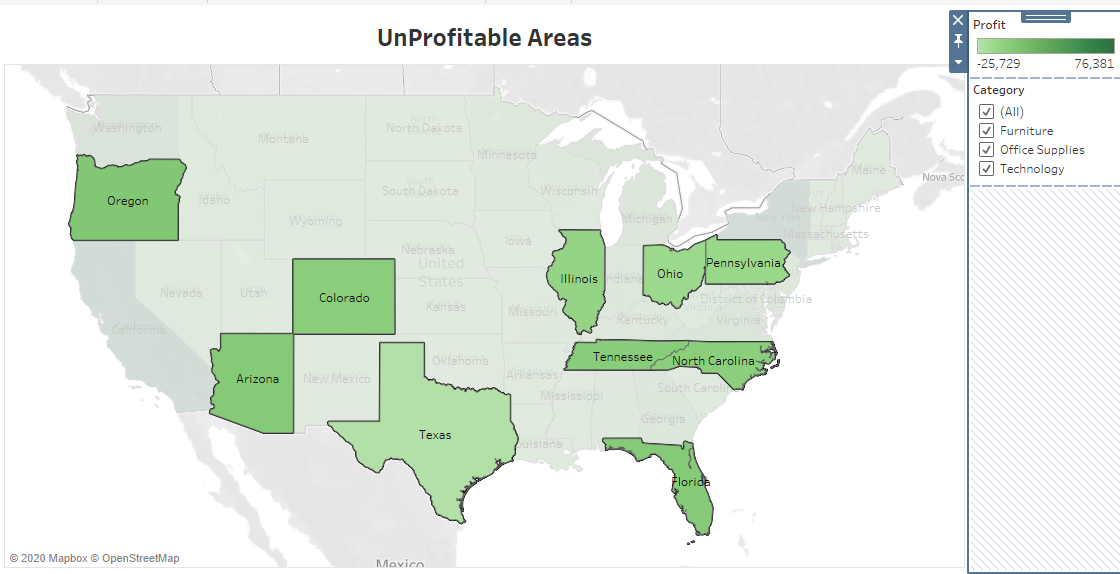 UnProfitable Areas
Profit
-25,729 76,381
Category
(All)
Furniture
Office Supplies
Technology
Washington
Montana
North Dakota
Minnesota
Maine
Nova Sc
Oregon
Idaho
South Dakota
Wisconsin
Michigan
New York
New Hampshire
Massachusetts
Wyoming
Iowa
Nebraska
United
States
Illinois
Indiana
Ohio
Pennsylvania
Nevada
Utah
Colorado
Kansas
Missouri
Kentucky
District of Columbia
Virginia
California
Arizona
New Mexico
Oklahoma
Arkansas
Tennessee
North Carolina
South Carolin
Mississippi
Georgia
Texas
ouisiana
Florida
Mexico
© 2020 Mapbox © OpenStreetMap